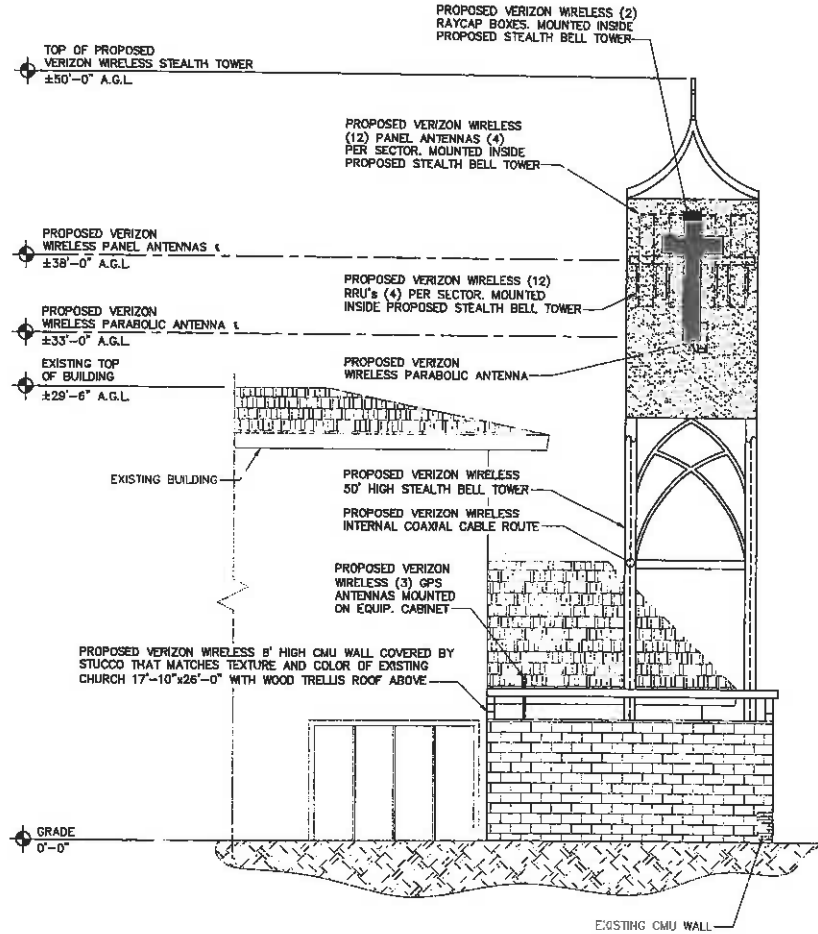 PROPOSED VERIZON WIRELESS (2)
RAYCAP BOXES. MOUNTED INSIDE
PROPOSED STEALTH BELL TOWER
TOP OF PROPOSED
VERIZON WIRELESS STEALTH TOWER
±50'-0" A.G.L.
PROPOSED VERIZON WIRELESS
(12) PANEL ANTENNAS (4)
PER SECTOR. MOUNTED INSIDE
PROPOSED STEALTH BELL TOWER
PROPOSED VERIZON
WIRELESS PANEL ANTENNAS ℄
±38'-0" A.G.L.
PROPOSED VERIZON WIRELESS (12)
RRU's (4) PER SECTOR. MOUNTED
INSIDE PROPOSED STEALTH BELL TOWER
PROPOSED VERIZON
WIRELESS PARABOLIC ANTENNA ℄
±33'-0" A.G.L.
PROPOSED VERIZON
WIRELESS PARABOLIC ANTENNA
EXISTING TOP
OF BUILDING
±29'-6" A.G.L.
EXISTING BUILDING
PROPOSED VERIZON WIRELESS
50' HIGH STEALTH BELL TOWER
PROPOSED VERIZON WIRELESS
INTERNAL COAXIAL CABLE ROUTE
PROPOSED VERIZON
WIRELESS (3) GPS
ANTENNAS MOUNTED
ON EQUIP. CABINET
PROPOSED VERIZON WIRELESS 8' HIGH CMU WALL COVERED BY
STUCCO THAT MATCHES TEXTURE AND COLOR OF EXISTING
CHURCH 17'-10"x26'-0" WITH WOOD TRELLIS ROOF ABOVE
GRADE
0'-0"
EXISTING CMU WALL